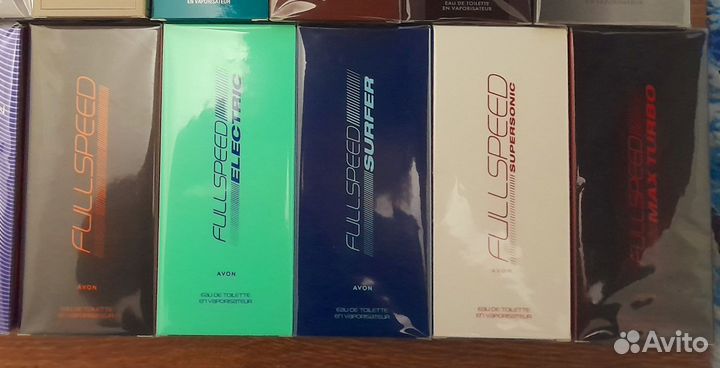 EN VAPORISATEUR
EAU DE TOILETTE
EN VAPORISATEUR
FULL SPEED
AVON
EAU DE TOILETTE
EN VAPORISATEUR
FULL SPEED
ELECTRIC
AVON
EAU DE TOILETTE
EN VAPORISATEUR
FULL SPEED
SURFER
AVON
EAU DE TOILETTE
EN VAPORISATEUR
FULL SPEED
SUPERSONIC
AVON
EAU DE TOILETTE
EN VAPORISATEUR
FULL SPEED
MAX TURBO
Avito